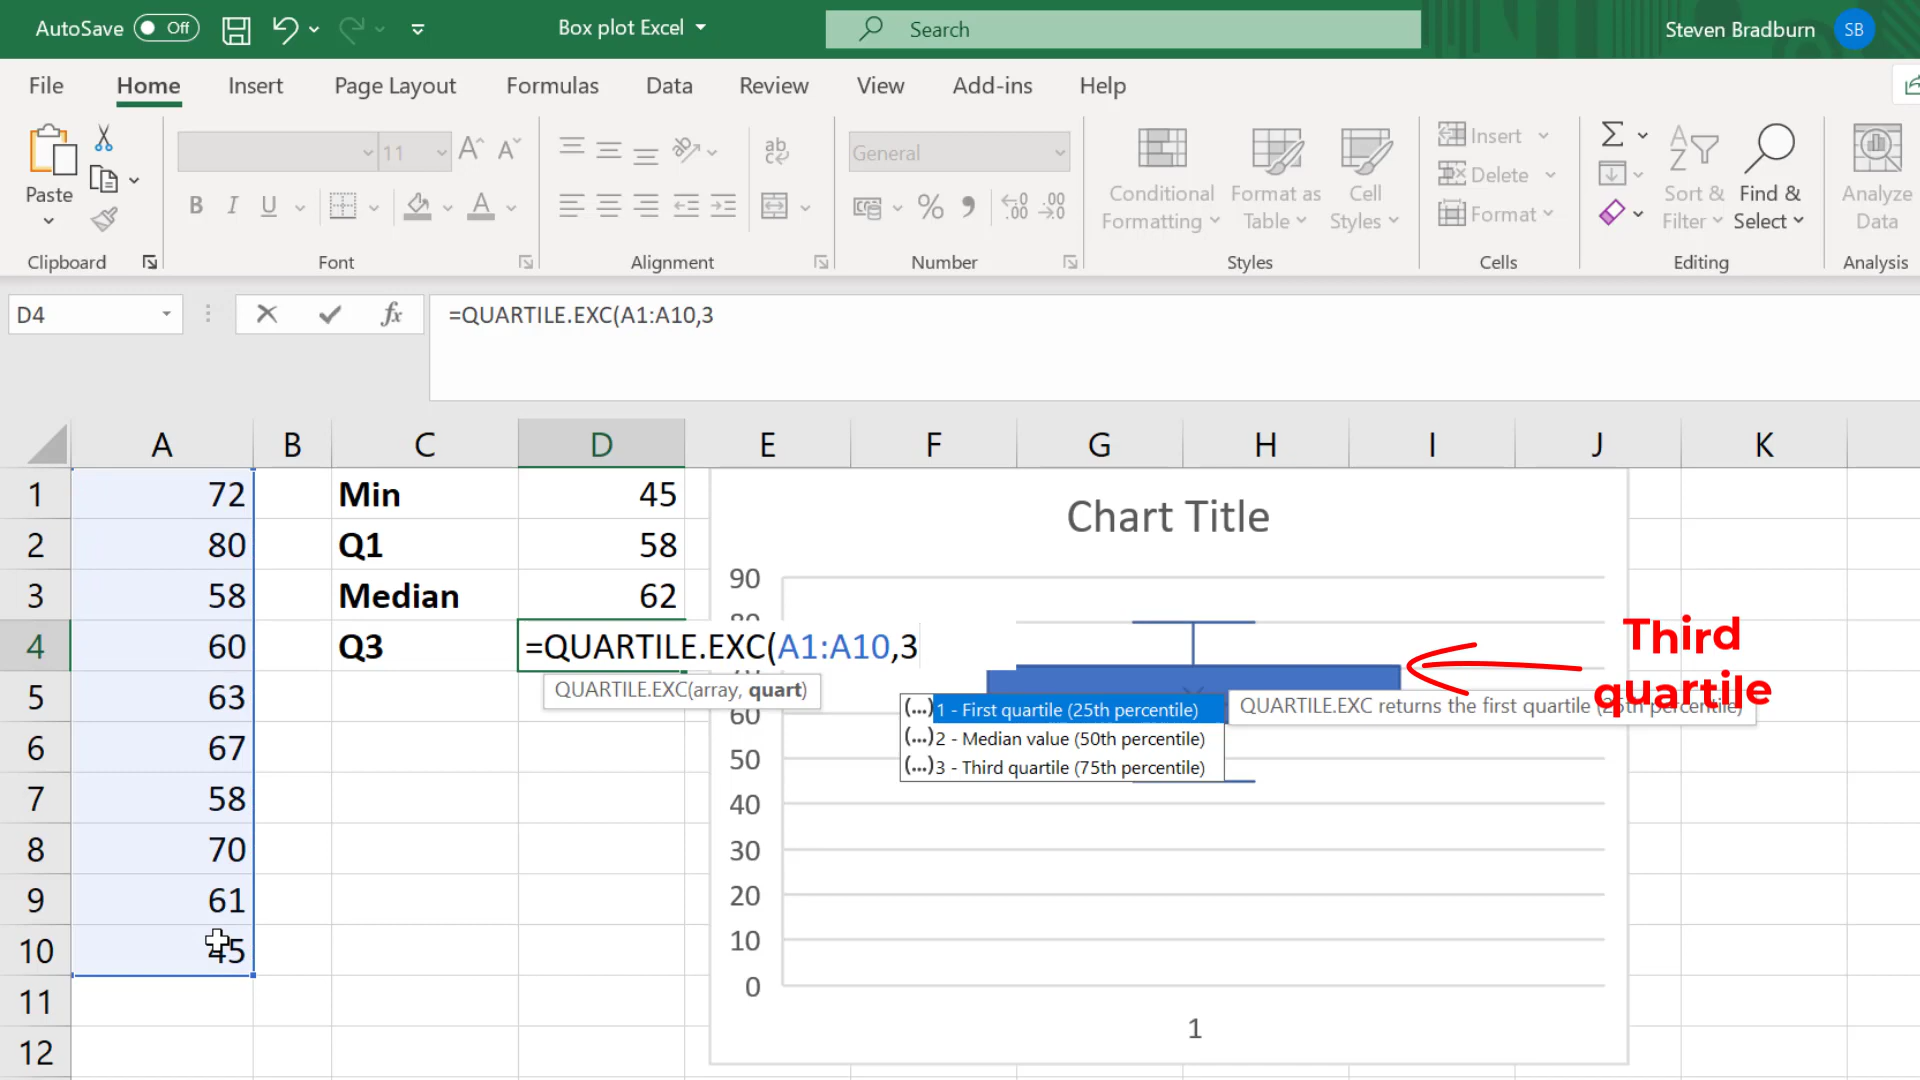 AutoSave Off Box plot Excel Search Steven Bradburn SB
File Home Insert Page Layout Formulas Data Review View Add-ins Help
Paste
Clipboard
11
B I U A
Font
ab
Alignment
General
% 
Number
Conditional Formatting
Format as Table
Cell Styles
Styles
Insert
Delete
Format
Cells
Sort & Filter
Find & Select
Editing
Analyze Data
Analysis
D4 fx =QUARTILE.EXC(A1:A10,3
A B C D E F G H I J K
1 72 Min 45
2 80 Q1 58
3 58 Median 62
4 60 Q3 =QUARTILE.EXC(A1:A10,3
QUARTILE.EXC(array, quart)
5 63
6 67
7 58
8 70
9 61
10 45
11
12
Chart Title
90
60
50
40
30
20
10
0
1
(...) 1 - First quartile (25th percentile)
(...) 2 - Median value (50th percentile)
(...) 3 - Third quartile (75th percentile)
QUARTILE.EXC returns the first quartile (25th percentile)
Third
quartile